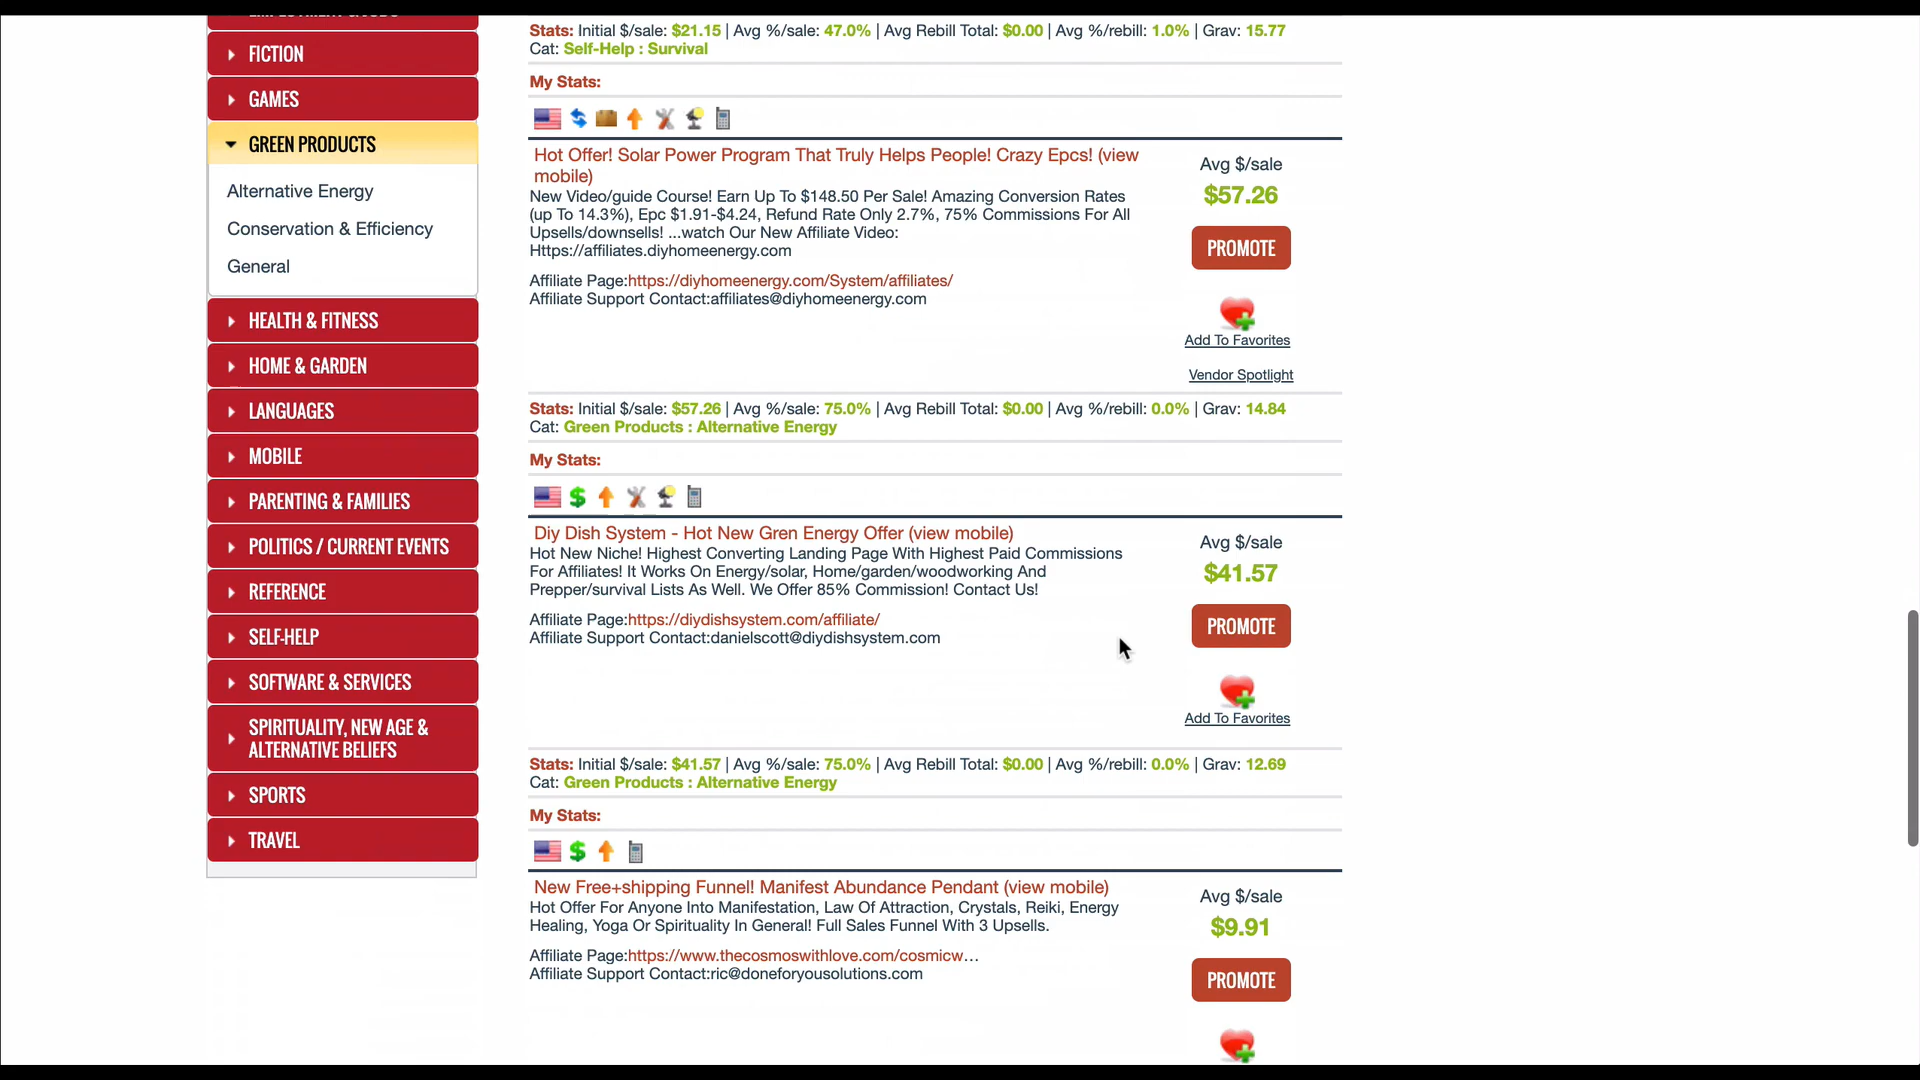 FICTION
GAMES
GREEN PRODUCTS
Alternative Energy
Conservation & Efficiency
General
HEALTH & FITNESS
HOME & GARDEN
LANGUAGES
MOBILE
PARENTING & FAMILIES
POLITICS / CURRENT EVENTS
REFERENCE
SELF-HELP
SOFTWARE & SERVICES
SPIRITUALITY, NEW AGE &
ALTERNATIVE BELIEFS
SPORTS
TRAVEL
Stats: Initial $/sale: $21.15 | Avg %/sale: 47.0% | Avg Rebill Total: $0.00 | Avg %/rebill: 1.0% | Grav: 15.77
Cat: Self-Help : Survival
My Stats:
Hot Offer! Solar Power Program That Truly Helps People! Crazy Epcs! (view
mobile)
New Video/guide Course! Earn Up To $148.50 Per Sale! Amazing Conversion Rates
(up To 14.3%), Epc $1.91-$4.24, Refund Rate Only 2.7%, 75% Commissions For All
Upsells/downsells! ...watch Our New Affiliate Video:
Https://affiliates.diyhomeenergy.com
Affiliate Page:https://diyhomeenergy.com/System/affiliates/
Affiliate Support Contact:affiliates@diyhomeenergy.com
Avg $/sale
$57.26
PROMOTE
Add To Favorites
Vendor Spotlight
Stats: Initial $/sale: $57.26 | Avg %/sale: 75.0% | Avg Rebill Total: $0.00 | Avg %/rebill: 0.0% | Grav: 14.84
Cat: Green Products : Alternative Energy
My Stats:
Diy Dish System - Hot New Gren Energy Offer (view mobile)
Hot New Niche! Highest Converting Landing Page With Highest Paid Commissions
For Affiliates! It Works On Energy/solar, Home/garden/woodworking And
Prepper/survival Lists As Well. We Offer 85% Commission! Contact Us!
Affiliate Page:https://diydishsystem.com/affiliate/
Affiliate Support Contact:danielscott@diydishsystem.com
Avg $/sale
$41.57
PROMOTE
Add To Favorites
Stats: Initial $/sale: $41.57 | Avg %/sale: 75.0% | Avg Rebill Total: $0.00 | Avg %/rebill: 0.0% | Grav: 12.69
Cat: Green Products : Alternative Energy
My Stats:
New Free+shipping Funnel! Manifest Abundance Pendant (view mobile)
Hot Offer For Anyone Into Manifestation, Law Of Attraction, Crystals, Reiki, Energy
Healing, Yoga Or Spirituality In General! Full Sales Funnel With 3 Upsells.
Affiliate Page:https://www.thecosmoswithlove.com/cosmicw...
Affiliate Support Contact:ric@doneforyousolutions.com
Avg $/sale
$9.91
PROMOTE